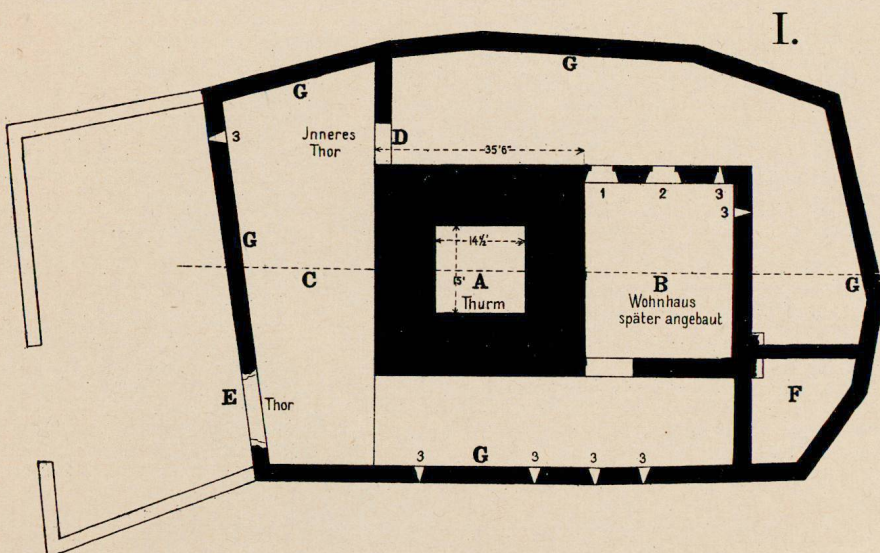 I.
G
G
3
Jnneres
Thor
D
35'6"
1
2
3
3
G
14½'
15'
A
Thurm
C
B
Wohnhaus
später angebaut
G
E
Thor
F
3
G
3
3
3